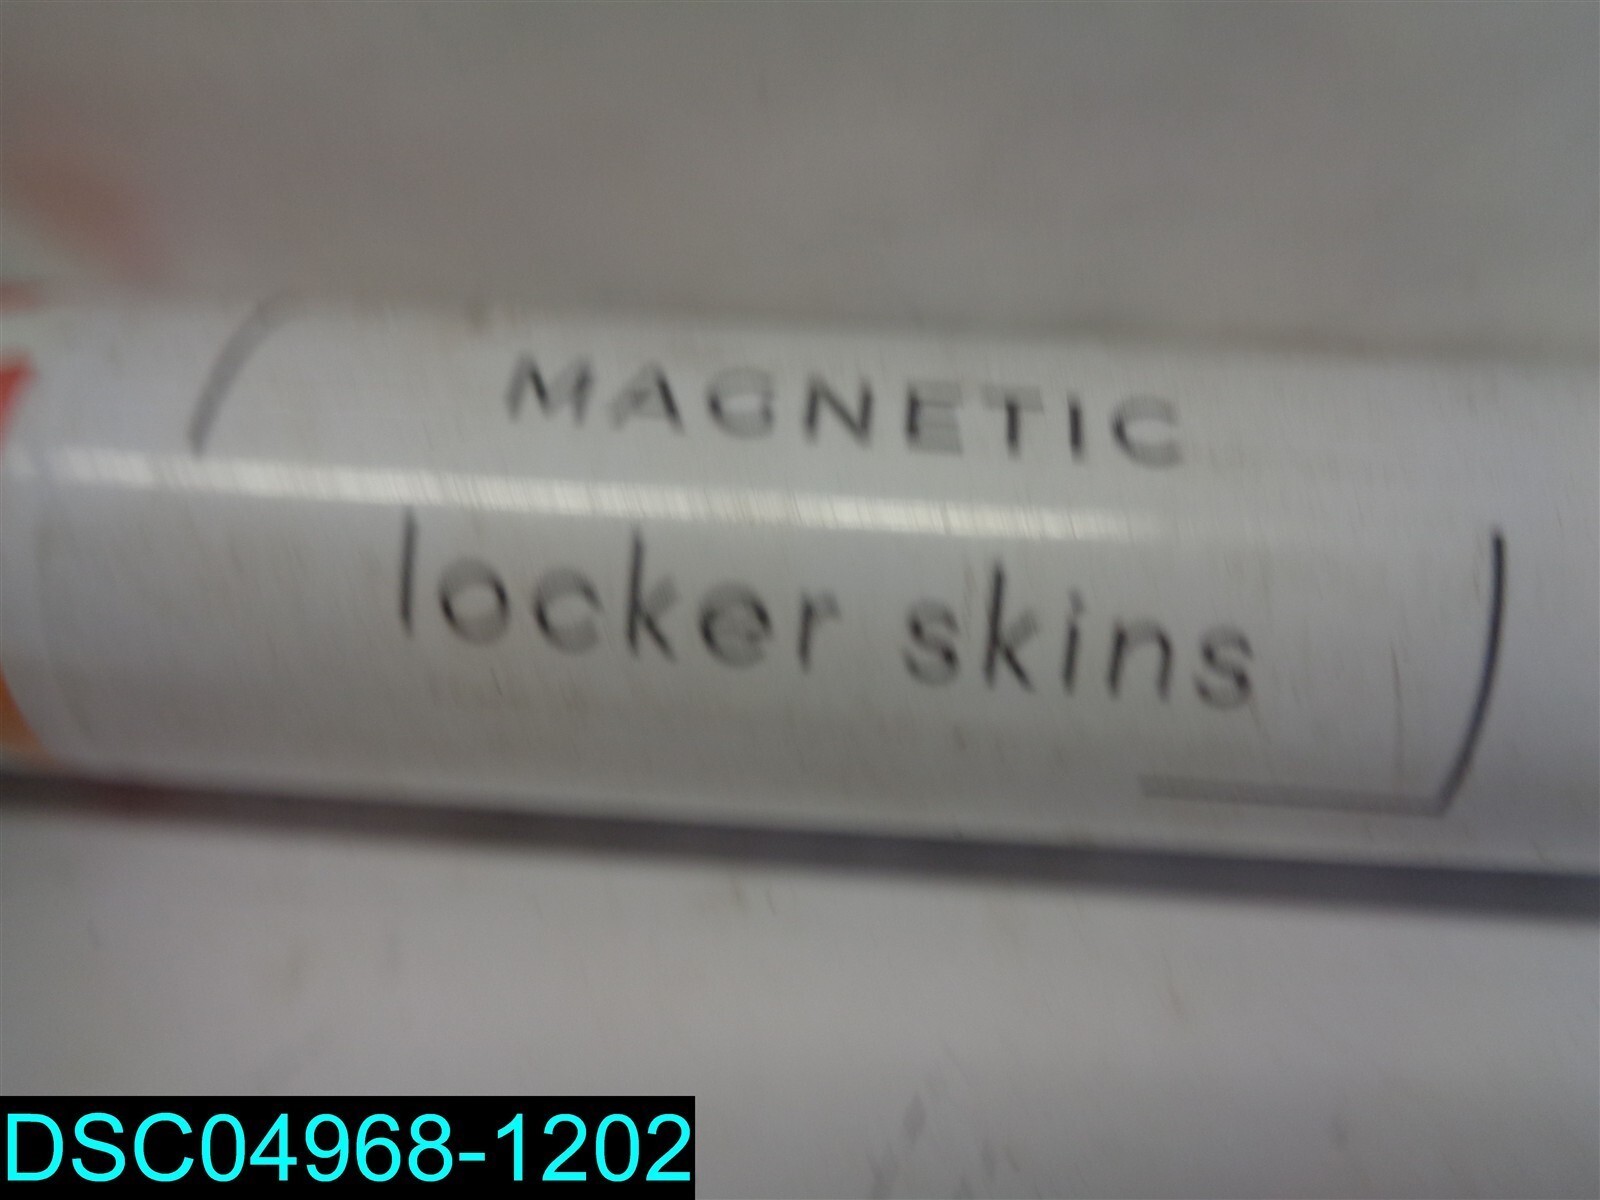 MAGNETIC
locker skins
DSC04968-1202